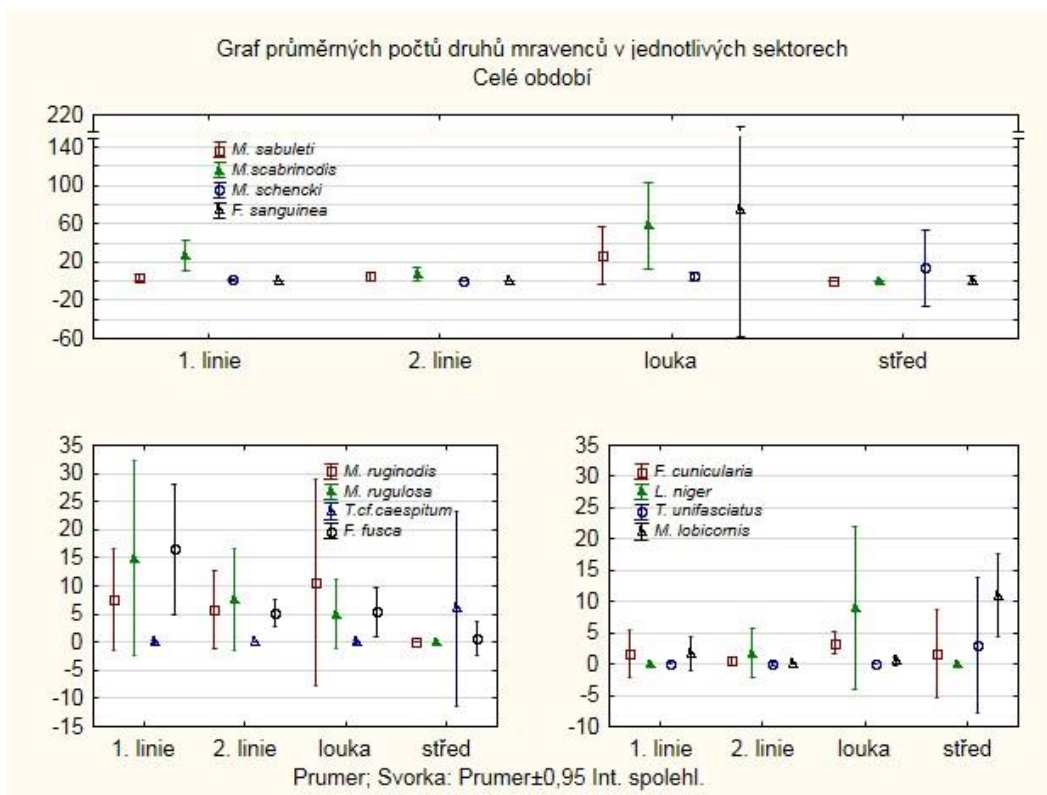 Graf průměrných počtů druhů mravenců v jednotlivých sektorech
Celé období
220
140
100
60
20
-20
-60
M. sabuleti
M.scabrinodis
M. schencki
F. sanguinea
1. linie 2. linie louka střed
35
30
25
20
15
10
5
0
-5
-10
-15
M. ruginodis
M. rugulosa
T.cf.caespitum
F. fusca
1. linie 2. linie louka střed
35
30
25
20
15
10
5
0
-5
-10
F. cunicularia
L. niger
T. unifasciatus
M. lobicornis
1. linie 2. linie louka střed
Prumer; Svorka: Prumer±0,95 Int. spolehl.